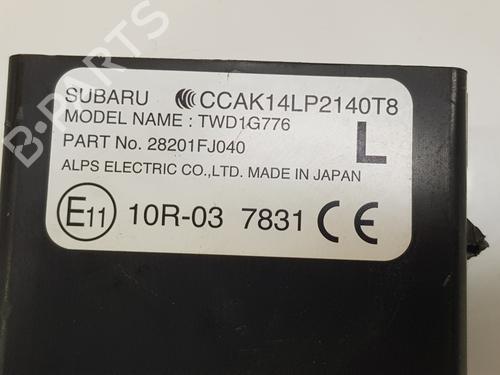 SUBARU CCAK14LP2140T8
MODEL NAME : TWD1G776
PART No. 28201FJ040
L
ALPS ELECTRIC CO.,LTD. MADE IN JAPAN
E11 10R-03 7831 CE